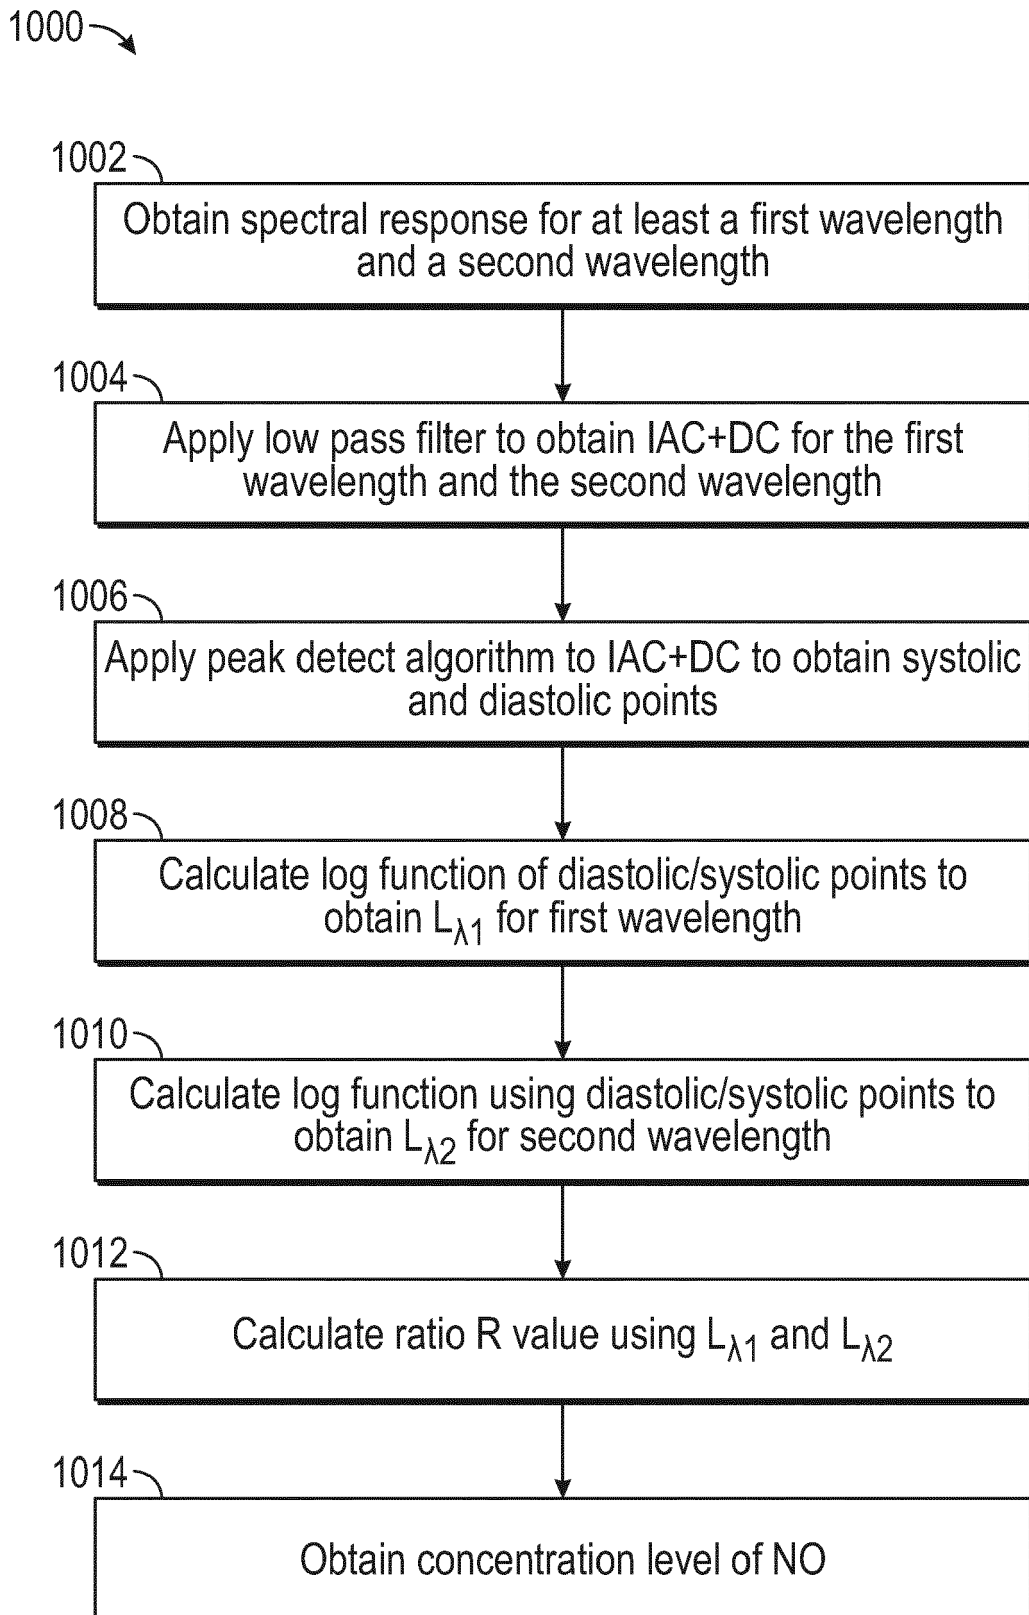 1000
1002
Obtain spectral response for at least a first wavelength
and a second wavelength
1004
Apply low pass filter to obtain IAC+DC for the first
wavelength and the second wavelength
1006
Apply peak detect algorithm to IAC+DC to obtain systolic
and diastolic points
1008
Calculate log function of diastolic/systolic points to
obtain Lλ1 for first wavelength
1010
Calculate log function using diastolic/systolic points to
obtain Lλ2 for second wavelength
1012
Calculate ratio R value using Lλ1 and Lλ2
1014
Obtain concentration level of NO